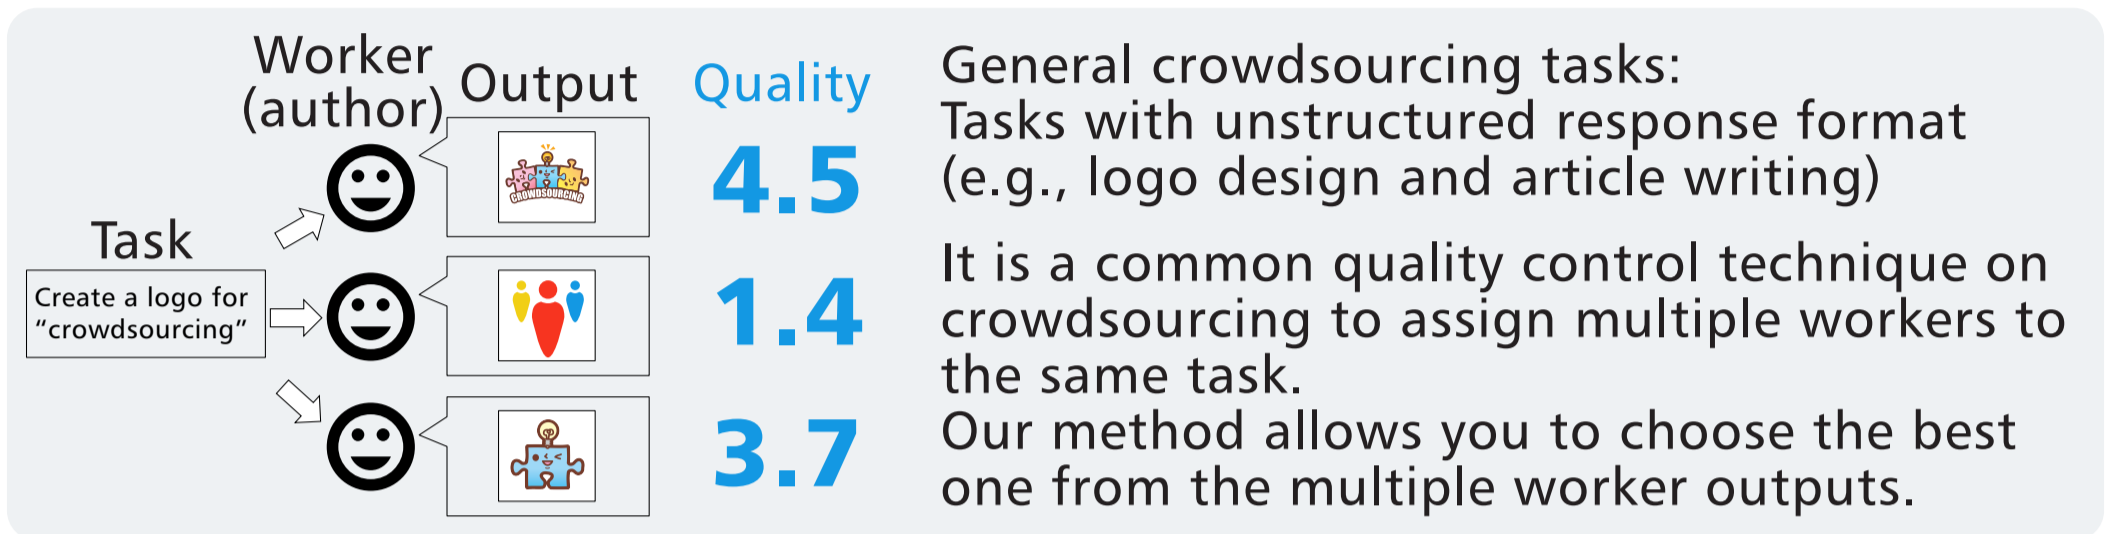 Worker
(author)
Output
Quality
Task
Create a logo for
“crowdsourcing”
CROWDSOURCING
4.5
1.4
3.7
General crowdsourcing tasks:
Tasks with unstructured response format
(e.g., logo design and article writing)
It is a common quality control technique on
crowdsourcing to assign multiple workers to
the same task.
Our method allows you to choose the best
one from the multiple worker outputs.